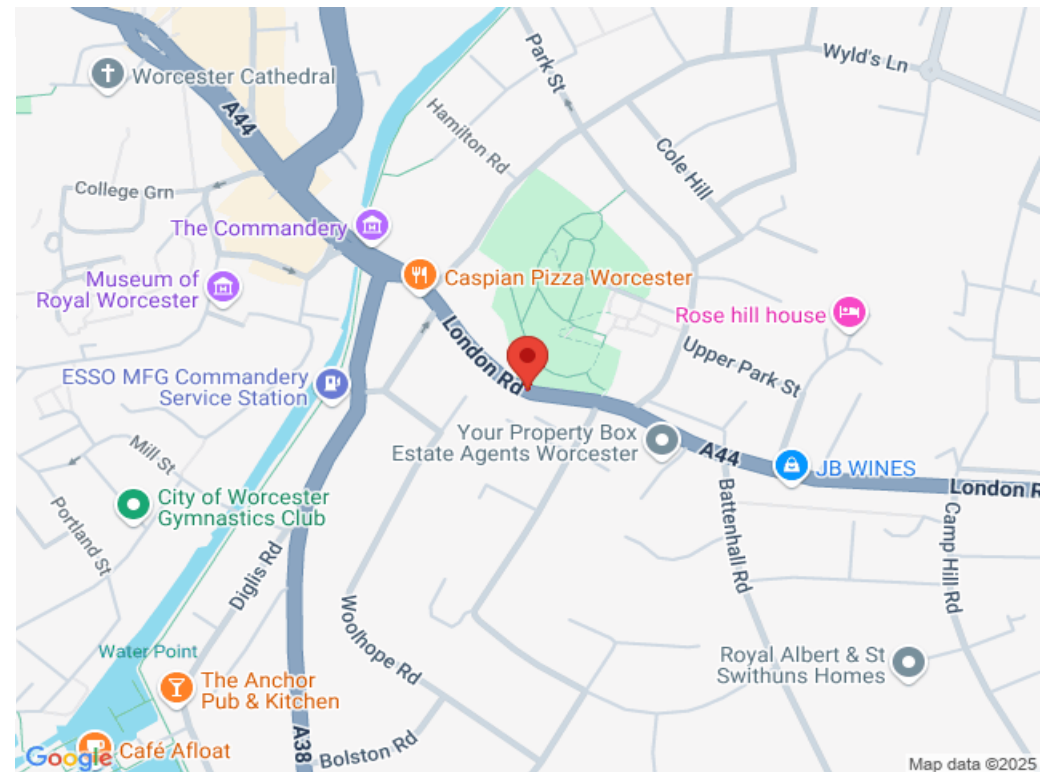 Park St
Wyld's Ln
Worcester Cathedral
A44
Hamilton Rd
Cole Hill
College Grn
The Commandery
Museum of
Royal Worcester
Caspian Pizza Worcester
Rose hill house
London Rd
Upper Park St
ESSO MFG Commandery
Service Station
Your Property Box
Estate Agents Worcester
A44
JB WINES
London R
Mill St
City of Worcester
Gymnastics Club
Portland St
Battenhall Rd
Camp Hill Rd
Diglis Rd
Woolhope Rd
Water Point
Royal Albert & St
Swithuns Homes
The Anchor
Pub & Kitchen
A38
Bolston Rd
Café Afloat
Google
Map data ©2025